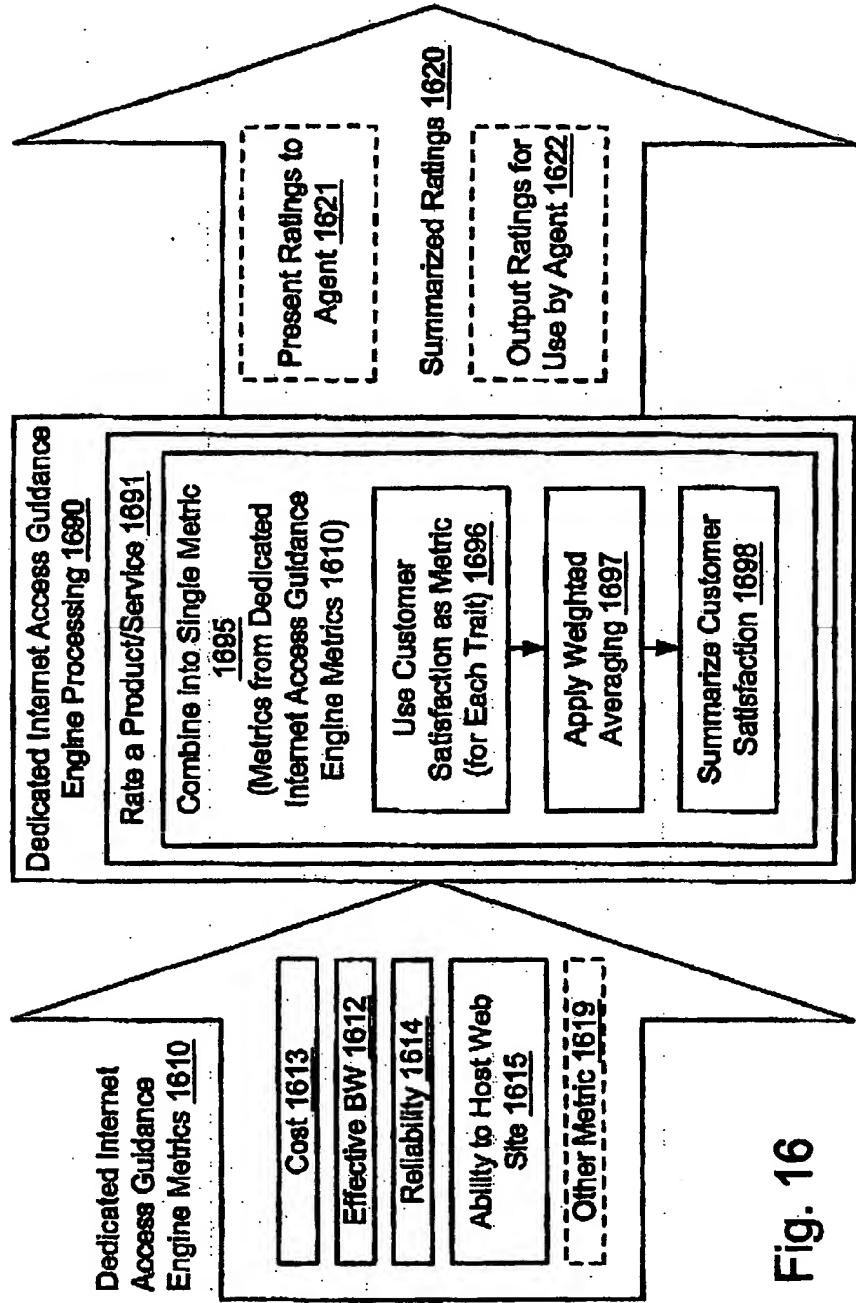 Dedicated Internet
Access Guidance
Engine Metrics 1610
Cost 1613
Effective BW 1612
Reliability 1614
Ability to Host Web
Site 1615
Other Metric 1619
Dedicated Internet Access Guidance
Engine Processing 1690
Rate a Product/Service 1691
Combine into Single Metric
1695
(Metrics from Dedicated
Internet Access Guidance
Engine Metrics 1610)
Use Customer
Satisfaction as Metric
(for Each Trait) 1696
Apply Weighted
Averaging 1697
Summarize Customer
Satisfaction 1698
Present Ratings to
Agent 1621
Summarized Ratings 1620
Output Ratings for
Use by Agent 1622
Fig. 16